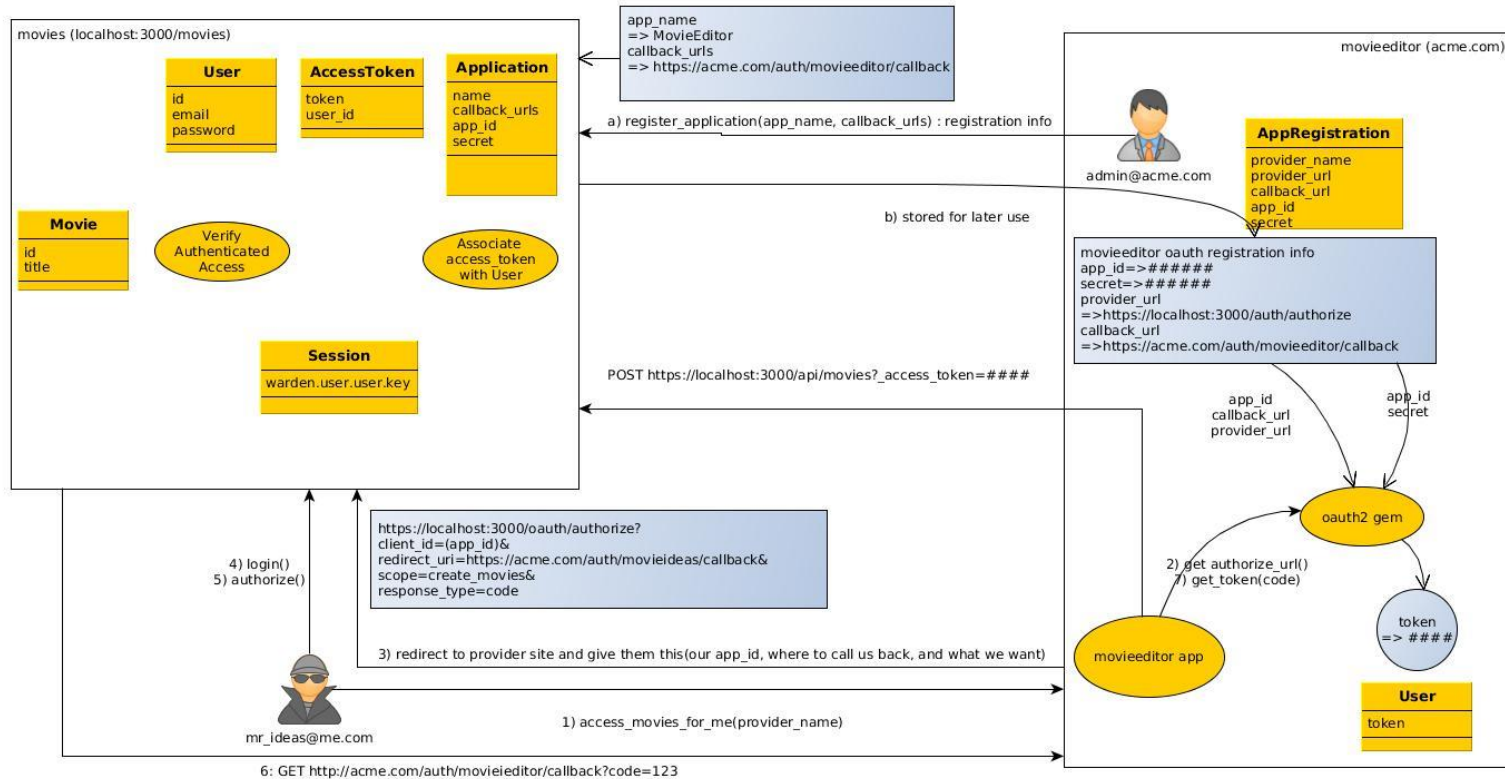 movies (localhost:3000/movies)
User
id
email
password
AccessToken
token
user_id
Application
name
callback_urls
app_id
secret
Movie
id
title
Verify
Authenticated
Access
Associate
access_token
with User
Session
warden.user.user.key
app_name
=> MovieEditor
callback_urls
=> https://acme.com/auth/movieeditor/callback
a) register_application(app_name, callback_urls) : registration info
b) stored for later use
movieeditor (acme.com)
admin@acme.com
AppRegistration
provider_name
provider_url
callback_url
app_id
secret
movieeditor oauth registration info
app_id=>######
secret=>######
provider_url
=>https://localhost:3000/auth/authorize
callback_url
=>https://acme.com/auth/movieeditor/callback
POST https://localhost:3000/api/movies?_access_token=####
app_id
callback_url
provider_url
app_id
secret
oauth2 gem
2) get authorize_url()
7) get_token(code)
token
=> ####
movieeditor app
User
token
4) login()
5) authorize()
https://localhost:3000/oauth/authorize?
client_id=(app_id)&
redirect_uri=https://acme.com/auth/movieideas/callback&
scope=create_movies&
response_type=code
3) redirect to provider site and give them this(our app_id, where to call us back, and what we want)
mr_ideas@me.com
1) access_movies_for_me(provider_name)
6: GET http://acme.com/auth/movieieditor/callback?code=123